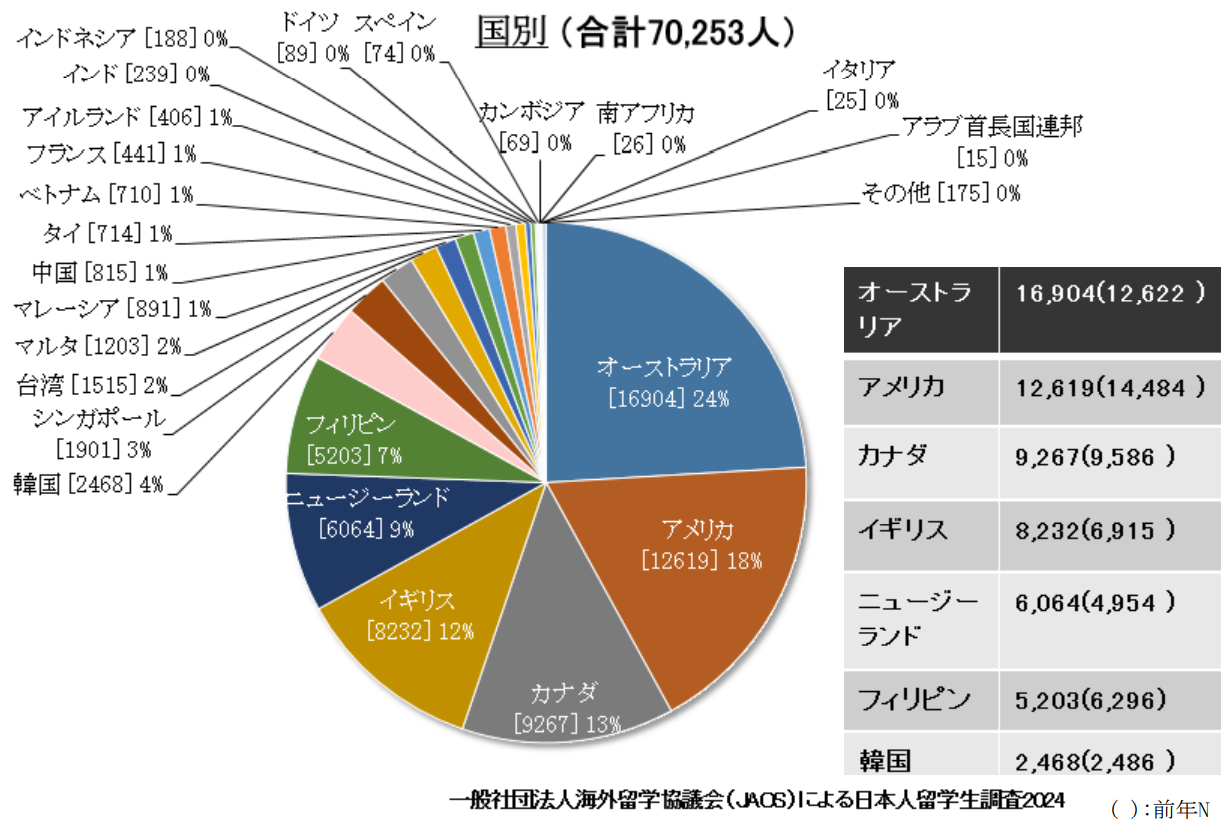 国別（合計70,253人）
インドネシア [188] 0%
インド [239] 0%
アイルランド [406] 1%
フランス [441] 1%
ベトナム [710] 1%
タイ [714] 1%
中国 [815] 1%
マレーシア [891] 1%
マルタ [1203] 2%
台湾 [1515] 2%
シンガポール
[1901] 3%
韓国 [2468] 4%
ドイツ
[89] 0%
スペイン
[74] 0%
カンボジア
[69] 0%
南アフリカ
[26] 0%
イタリア
[25] 0%
アラブ首長国連邦
[15] 0%
その他 [175] 0%
オーストラリア
[16904] 24%
アメリカ
[12619] 18%
カナダ
[9267] 13%
イギリス
[8232] 12%
ニュージーランド
[6064] 9%
フィリピン
[5203] 7%
オーストラ
リア
16,904(12,622 )
アメリカ 12,619(14,484 )
カナダ 9,267(9,586 )
イギリス 8,232(6,915 )
ニュージー
ランド
6,064(4,954 )
フィリピン 5,203(6,296)
韓国 2,468(2,486 )
一般社団法人海外留学協議会(JAOS)による日本人留学生調査2024
( ):前年N